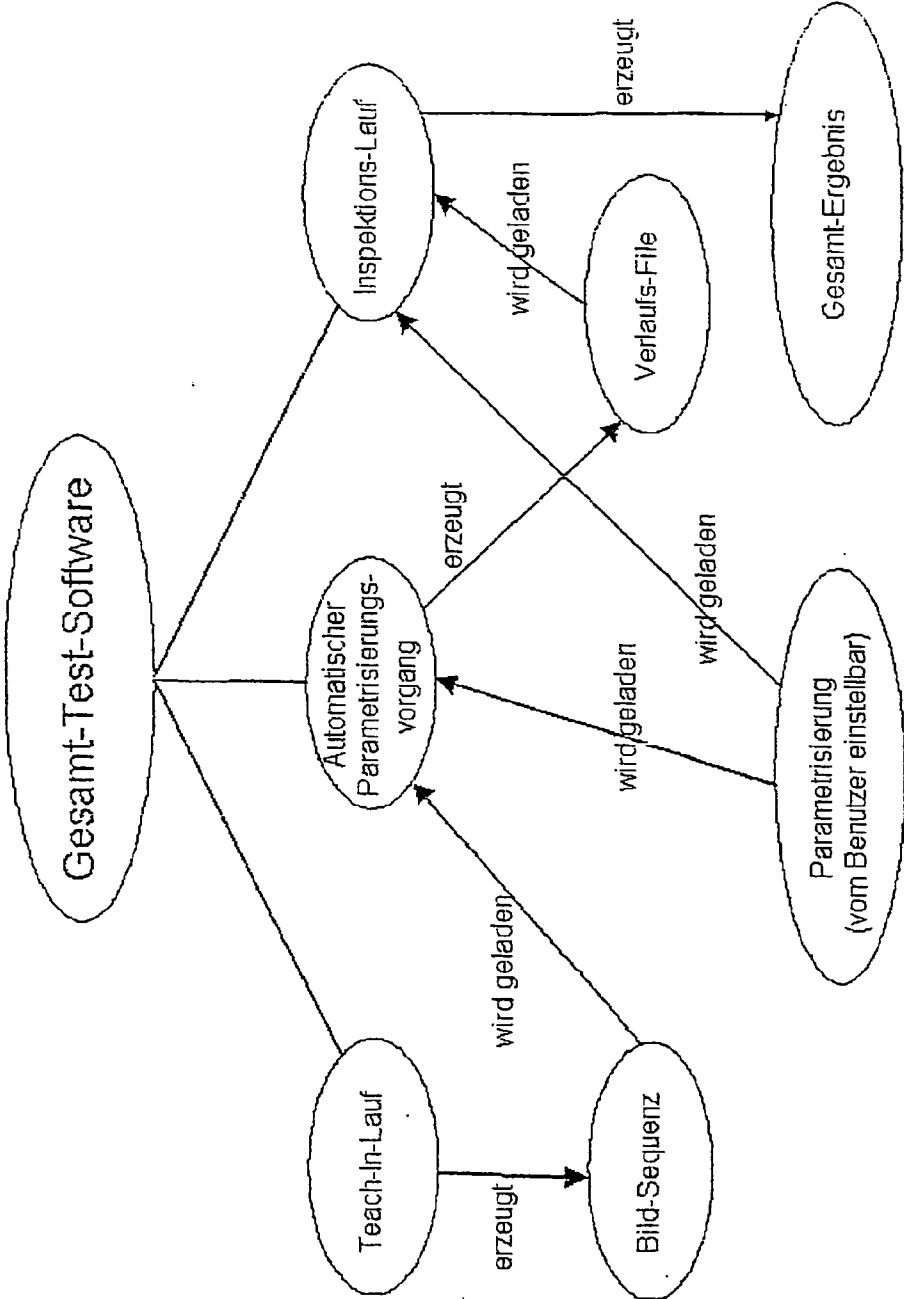 Gesamt-Test-Software
Teach-In-Lauf
Automatischer
Parametrisierungs-
vorgang
Inspektions-Lauf
erzeugt
wird geladen
erzeugt
wird geladen
erzeugt
Bild-Sequenz
wird geladen
wird geladen
Verlaufs-File
Parametrisierung
(vom Benutzer einstellbar)
Gesamt-Ergebnis